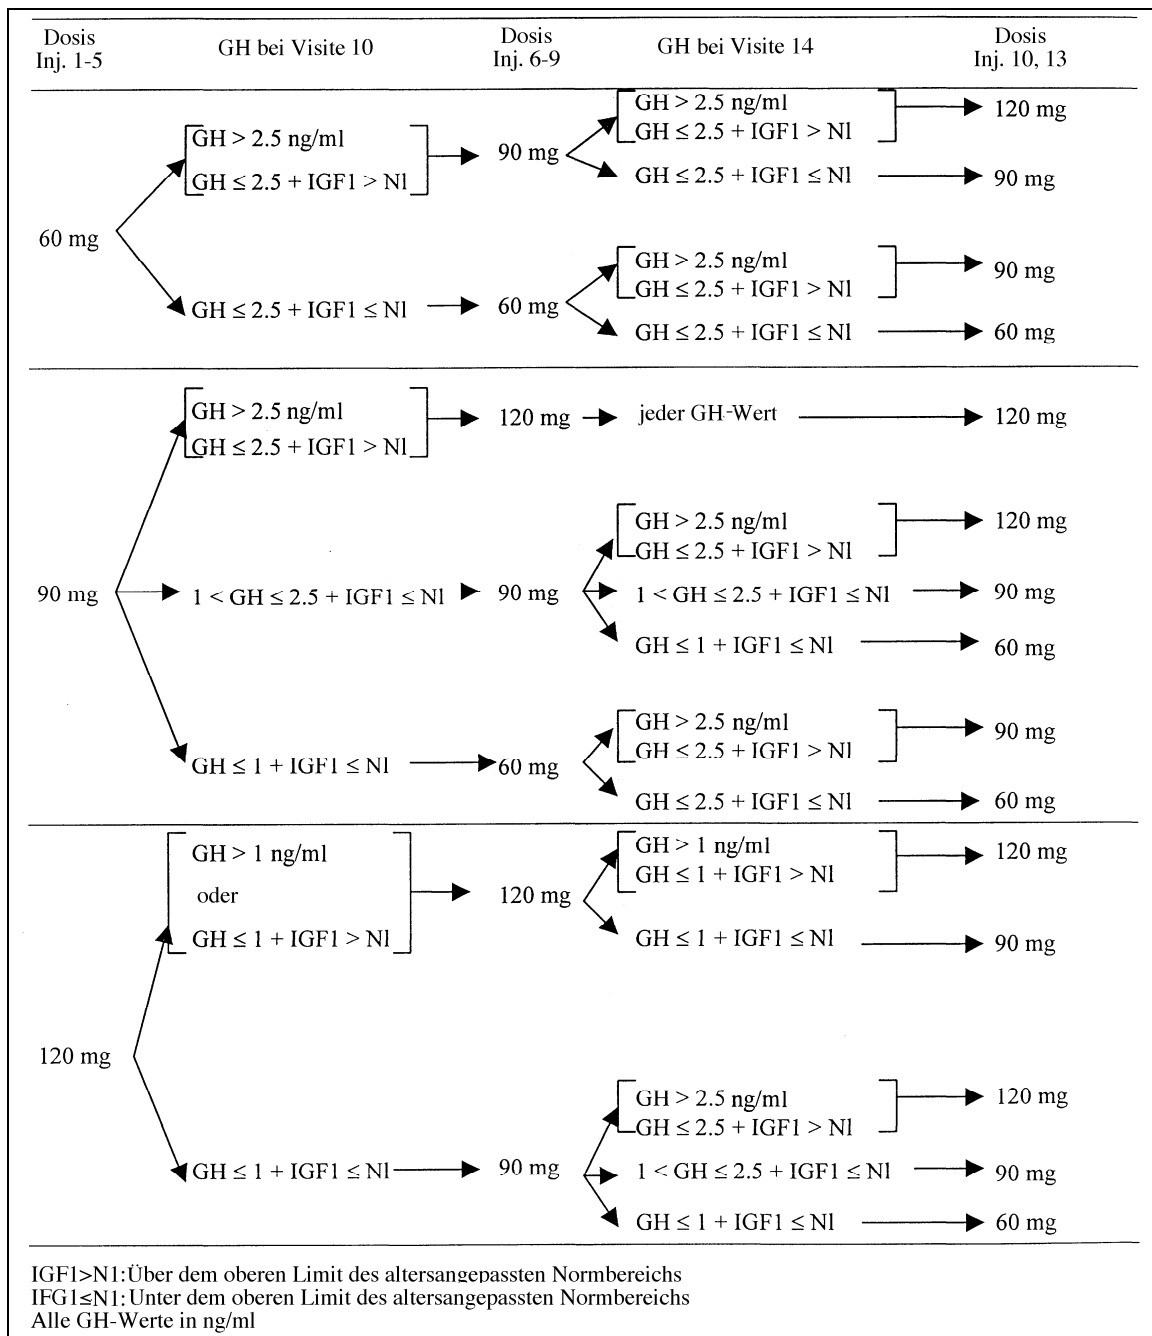 Dosis GH bei Visite 10 Dosis GH bei Visite 14 Dosis
Inj. 1-5 Inj. 6-9 Inj. 10, 13
GH > 2.5 ng/ml
GH ≤ 2.5 + IGF1 > Nl
90 mg
GH > 2.5 ng/ml
GH ≤ 2.5 + IGF1 > Nl
120 mg
GH ≤ 2.5 + IGF1 ≤ Nl
90 mg
60 mg
GH ≤ 2.5 + IGF1 ≤ Nl
60 mg
GH > 2.5 ng/ml
GH ≤ 2.5 + IGF1 > Nl
90 mg
GH ≤ 2.5 + IGF1 ≤ Nl
60 mg
GH > 2.5 ng/ml
GH ≤ 2.5 + IGF1 > Nl
120 mg
jeder GH-Wert
120 mg
90 mg
1 < GH ≤ 2.5 + IGF1 ≤ Nl
90 mg
GH > 2.5 ng/ml
GH ≤ 2.5 + IGF1 > Nl
120 mg
1 < GH ≤ 2.5 + IGF1 ≤ Nl
90 mg
GH ≤ 1 + IGF1 ≤ Nl
60 mg
GH ≤ 1 + IGF1 ≤ Nl
60 mg
GH > 2.5 ng/ml
GH ≤ 2.5 + IGF1 > Nl
90 mg
GH ≤ 2.5 + IGF1 ≤ Nl
60 mg
GH > 1 ng/ml
oder
GH ≤ 1 + IGF1 > Nl
120 mg
GH > 1 ng/ml
GH ≤ 1 + IGF1 > Nl
120 mg
GH ≤ 1 + IGF1 ≤ Nl
90 mg
120 mg
GH ≤ 1 + IGF1 ≤ Nl
90 mg
GH > 2.5 ng/ml
GH ≤ 2.5 + IGF1 > Nl
120 mg
1 < GH ≤ 2.5 + IGF1 ≤ Nl
90 mg
GH ≤ 1 + IGF1 ≤ Nl
60 mg
IGF1>N1: Über dem oberen Limit des altersangepassten Normbereichs
IFG1≤N1: Unter dem oberen Limit des altersangepassten Normbereichs
Alle GH-Werte in ng/ml